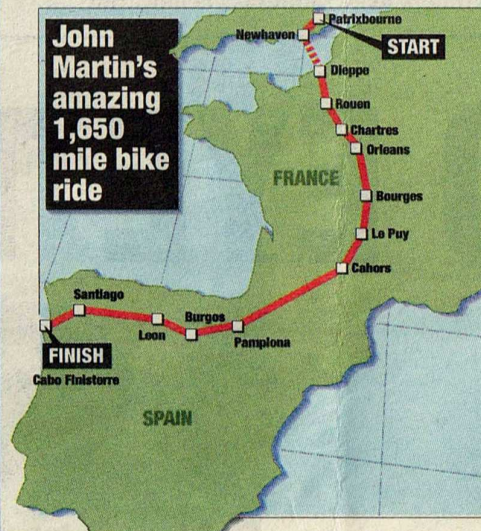 John
Martin's
amazing
1,650
mile bike
ride
Patrixbourne
Newhaven
START
Dieppe
Rouen
Chartres
Orleans
FRANCE
Bourges
Le Puy
Cahors
Santiago
Leon
Burgos
Pamplona
FINISH
Cabo Finisterre
SPAIN